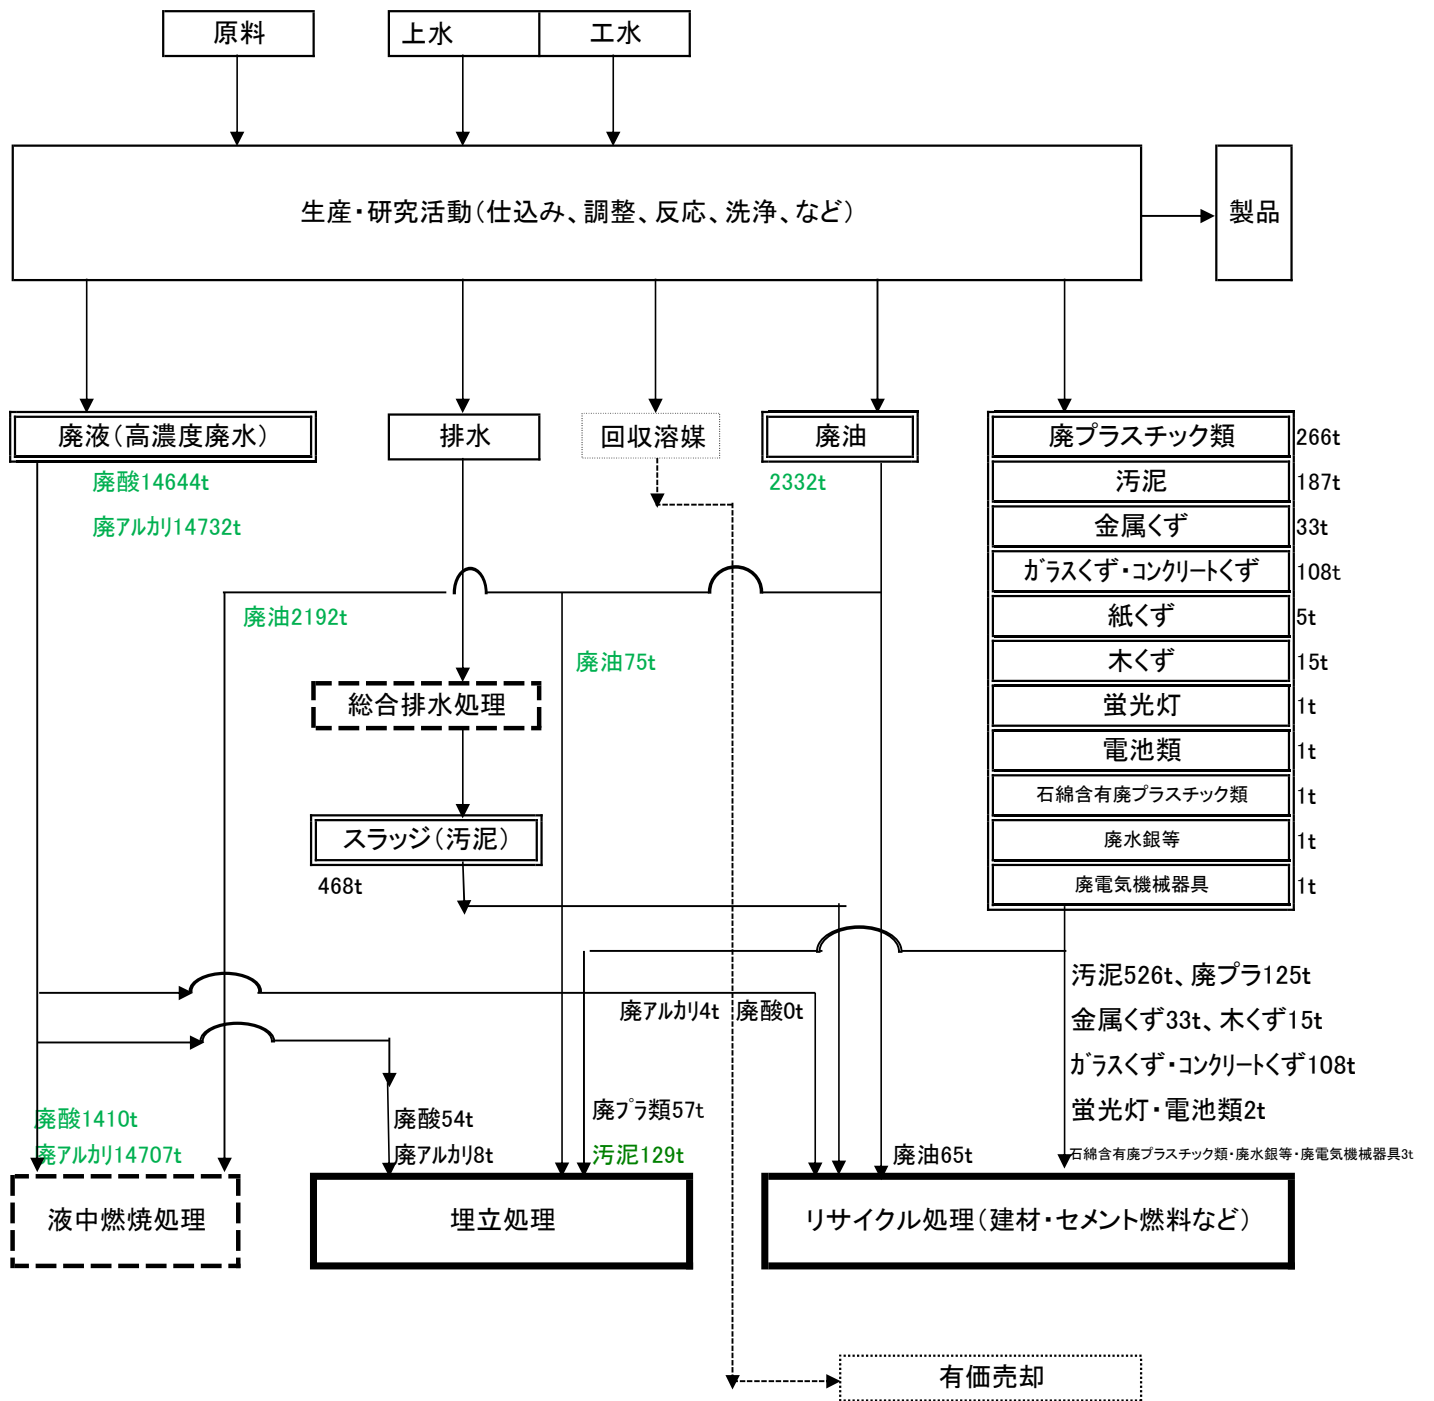 原料
上水
工水
生産・研究活動（仕込み、調整、反応、洗浄、など）
製品
廃液（高濃度廃水）
排水
回収溶媒
廃油
廃プラスチック類
266t
廃酸14644t
2332t
汚泥
187t
廃アルカリ14732t
金属くず
33t
ガラスくず・コンクリートくず
108t
廃油2192t
紙くず
5t
廃油75t
木くず
15t
総合排水処理
蛍光灯
1t
電池類
1t
石綿含有廃プラスチック類
1t
スラッジ（汚泥）
廃水銀等
1t
468t
廃電気機械器具
1t
汚泥526t、廃プラ125t
廃アルカリ4t
廃酸0t
金属くず33t、木くず15t
ガラスくず・コンクリートくず108t
廃酸1410t
廃酸54t
廃プラ類57t
蛍光灯・電池類2t
廃アルカリ14707t
廃アルカリ8t
汚泥129t
廃油65t
石綿含有廃プラスチック類・廃水銀等・廃電気機械器具3t
液中燃焼処理
埋立処理
リサイクル処理（建材・セメント燃料など）
有価売却